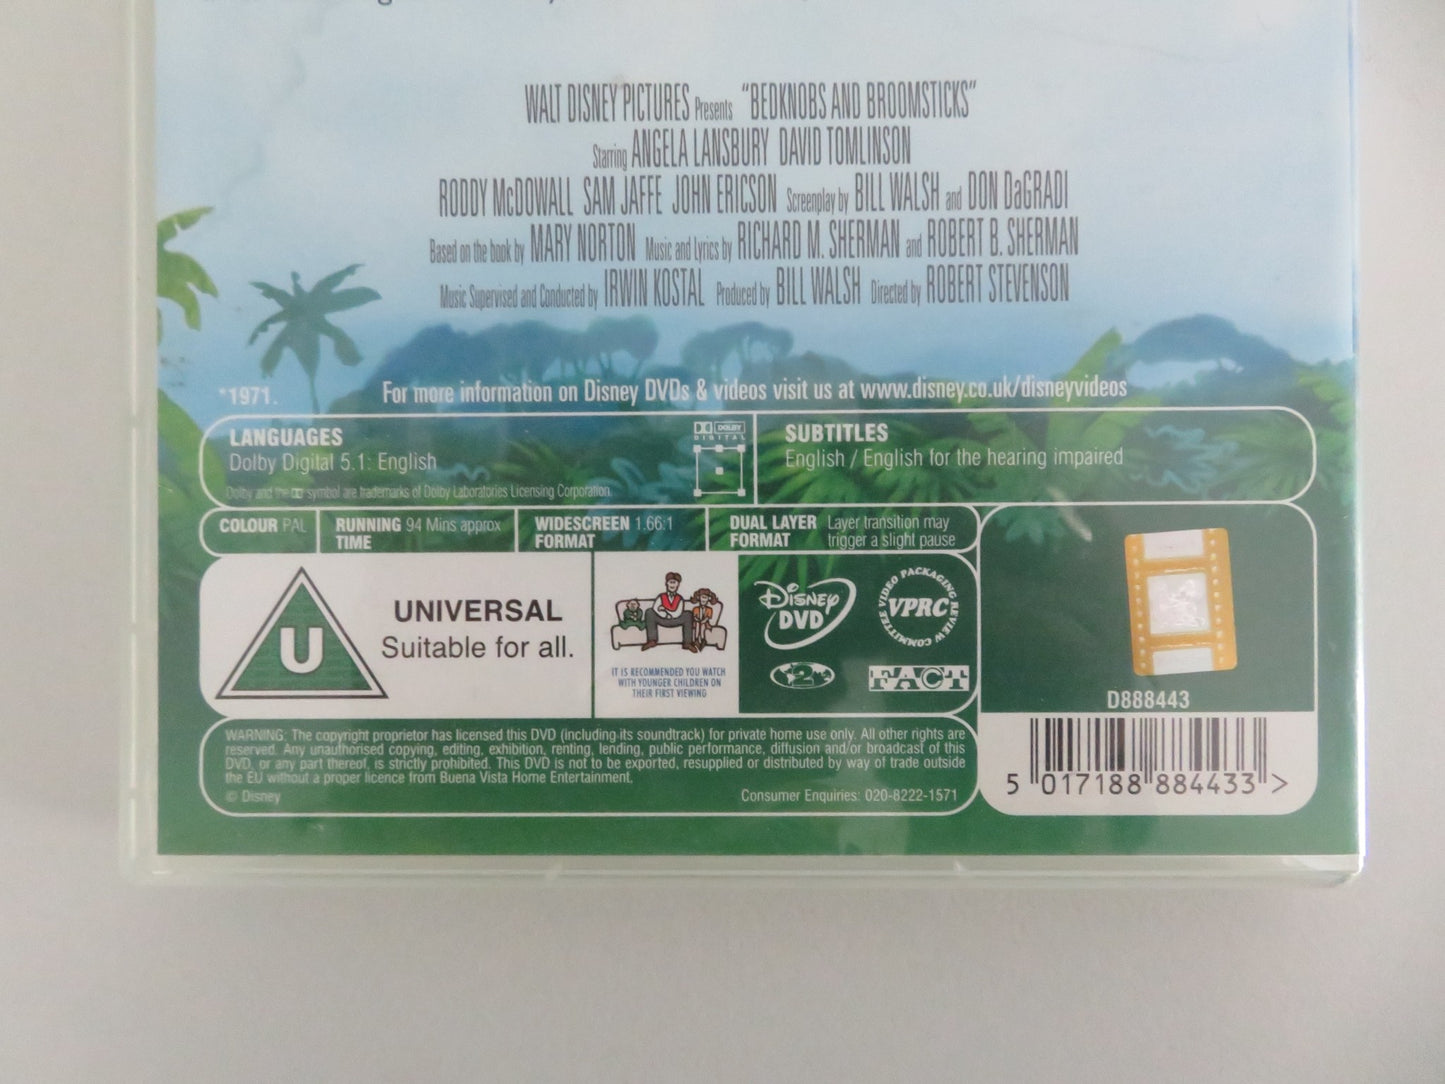 WALT DISNEY PICTURES Presents "BEDKNOBS AND BROOMSTICKS"
Starring ANGELA LANSBURY DAVID TOMLINSON
RODDY McDOWALL SAM JAFFE JOHN ERICSON Screenplay by BILL WALSH and DON DaGRADI
Based on the book by MARY NORTON Music and Lyrics by RICHARD M. SHERMAN and ROBERT B. SHERMAN
Music Supervised and Conducted by IRWIN KOSTAL Produced by BILL WALSH Directed by ROBERT STEVENSON
*1971. For more information on Disney DVDs & videos visit us at www.disney.co.uk/disneyvideos
LANGUAGES
Dolby Digital 5.1: English
Dolby and the DD symbol are trademarks of Dolby Laboratories Licensing Corporation.
DOLBY
DIGITAL
SUBTITLES
English / English for the hearing impaired
COLOUR PAL
RUNNING 94 Mins approx
TIME
WIDESCREEN 1.66:1
FORMAT
DUAL LAYER Layer transition may
FORMAT trigger a slight pause
U
UNIVERSAL
Suitable for all.
IT IS RECOMMENDED YOU WATCH
WITH YOUNGER CHILDREN ON
THEIR FIRST VIEWING
Disney
DVD
VIDEO PACKAGING REVIEW COMMITTEE
VPRC
2
FACT
D888443
5 017188 884433 >
WARNING: The copyright proprietor has licensed this DVD (including its soundtrack) for private home use only. All other rights are
reserved. Any unauthorised copying, editing, exhibition, renting, lending, public performance, diffusion and/or broadcast of this
DVD, or any part thereof, is strictly prohibited. This DVD is not to be exported, resupplied or distributed by way of trade outside
the EU without a proper licence from Buena Vista Home Entertainment.
© Disney Consumer Enquiries: 020-8222-1571